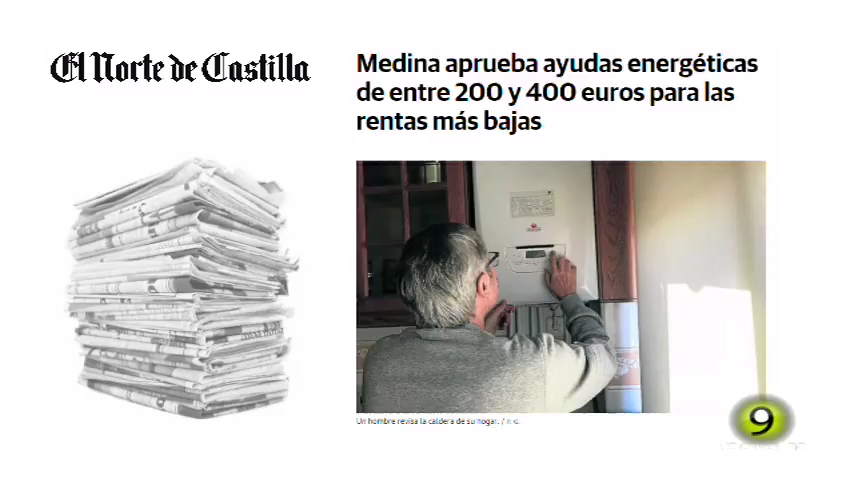 El Norte de Castilla
Medina aprueba ayudas energéticas
de entre 200 y 400 euros para las
rentas más bajas
Un hombre revisa la caldera de su hogar. /
9